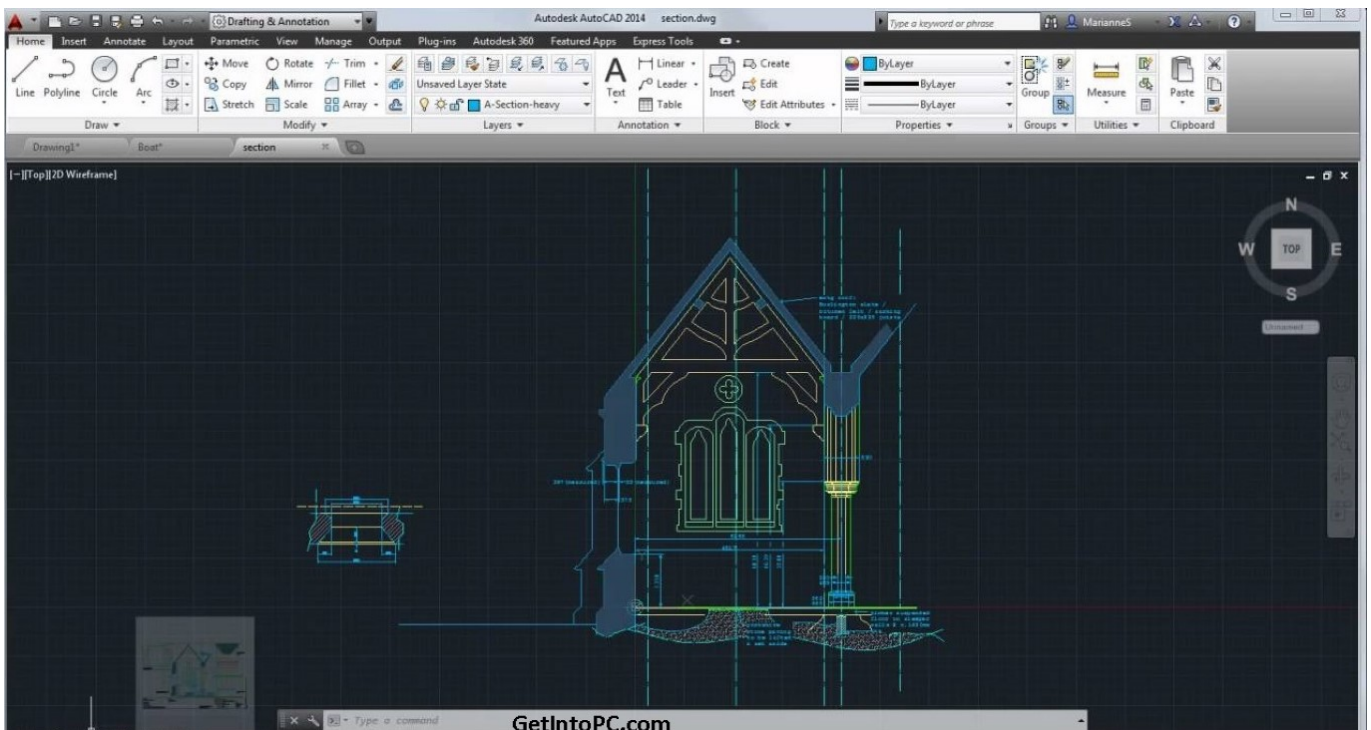 Drafting & Annotation
Autodesk AutoCAD 2014 section.dwg
Type a keyword or phrase
MarianneS
Home Insert Annotate Layout Parametric View Manage Output Plug-ins Autodesk 360 Featured Apps Express Tools
Line Polyline Circle Arc
Move Rotate Trim
Copy Mirror Fillet
Stretch Scale Array
Unsaved Layer State
A-Section-heavy
Text
Linear
Leader
Table
Insert
Create
Edit
Edit Attributes
ByLayer
ByLayer
ByLayer
Group
Measure
Paste
Draw Modify Layers Annotation Block Properties Groups Utilities Clipboard
Drawing1* Boat* section
[−][Top][2D Wireframe]
N
W TOP E
S
Unnamed
Type a command
GetIntoPC.com